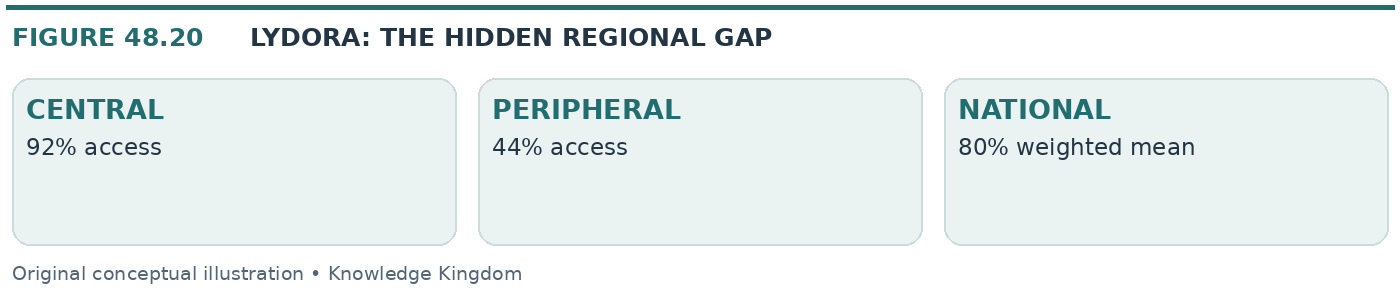 FIGURE 48.20 LYDORA: THE HIDDEN REGIONAL GAP
CENTRAL
92% access
PERIPHERAL
44% access
NATIONAL
80% weighted mean
Original conceptual illustration • Knowledge Kingdom